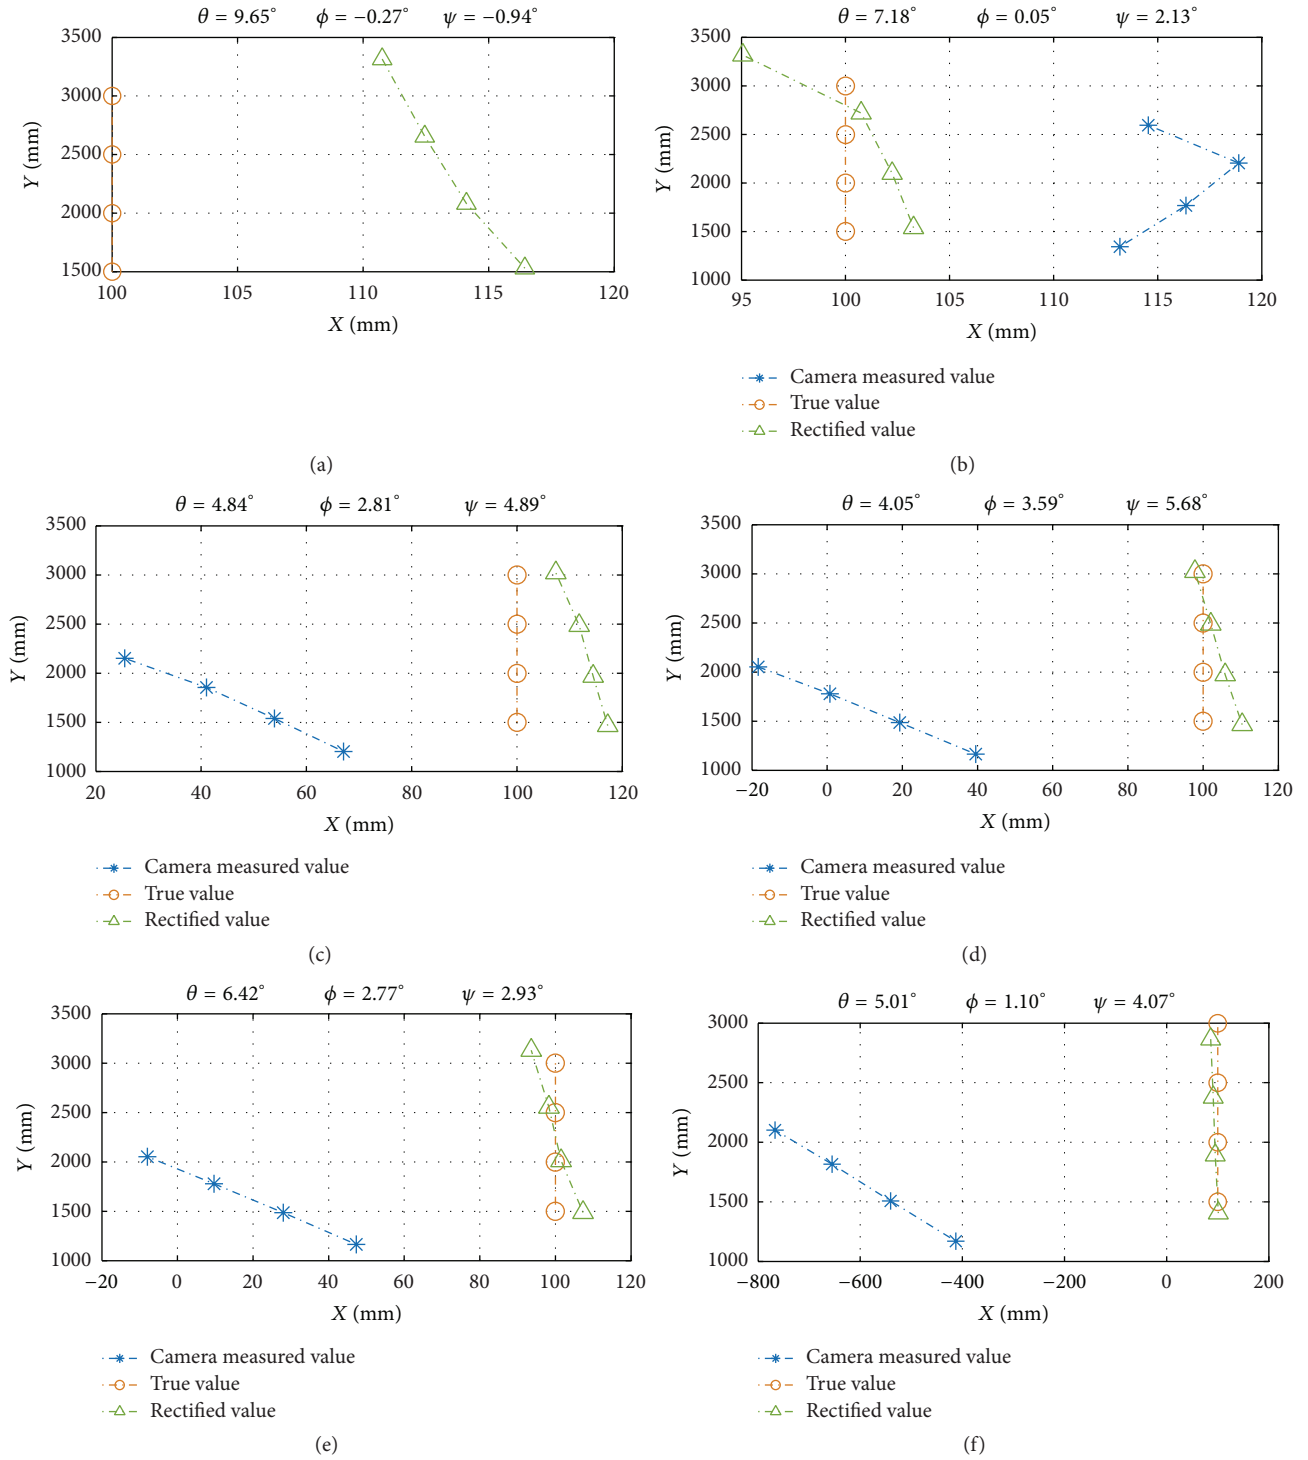 θ = 9.65° ϕ = −0.27° ψ = −0.94°
3500
3000
2500
2000
1500
Y (mm)
100 105 110 115 120
X (mm)
(a)
θ = 7.18° ϕ = 0.05° ψ = 2.13°
3500
3000
2500
2000
1500
1000
Y (mm)
95 100 105 110 115 120
X (mm)
Camera measured value
True value
Rectified value
(b)
θ = 4.84° ϕ = 2.81° ψ = 4.89°
3500
3000
2500
2000
1500
1000
Y (mm)
20 40 60 80 100 120
X (mm)
Camera measured value
True value
Rectified value
(c)
θ = 4.05° ϕ = 3.59° ψ = 5.68°
3500
3000
2500
2000
1500
1000
Y (mm)
−20 0 20 40 60 80 100 120
X (mm)
Camera measured value
True value
Rectified value
(d)
θ = 6.42° ϕ = 2.77° ψ = 2.93°
3500
3000
2500
2000
1500
1000
Y (mm)
−20 0 20 40 60 80 100 120
X (mm)
Camera measured value
True value
Rectified value
(e)
θ = 5.01° ϕ = 1.10° ψ = 4.07°
3000
2500
2000
1500
1000
Y (mm)
−800 −600 −400 −200 0 200
X (mm)
Camera measured value
True value
Rectified value
(f)